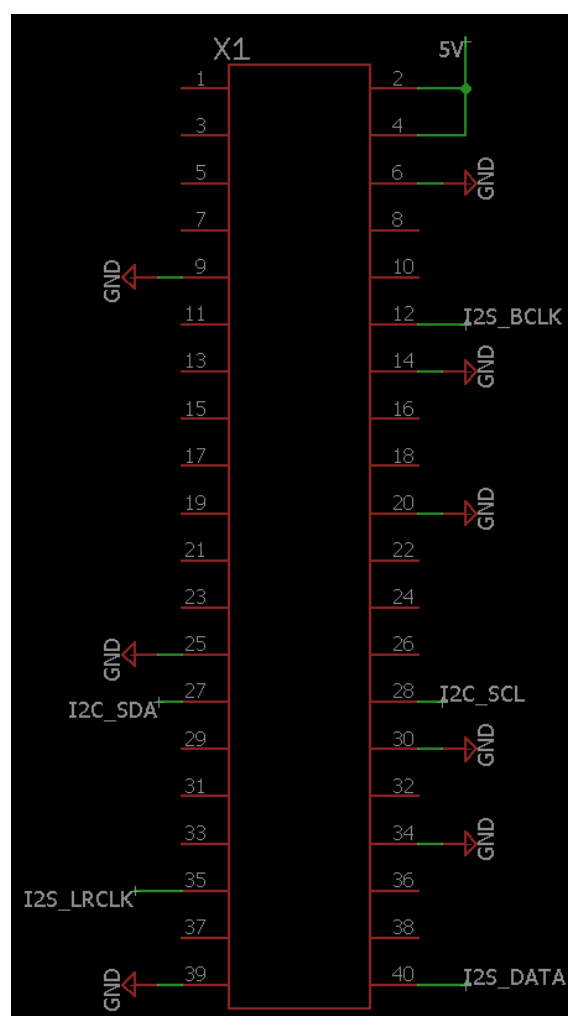 X1
5V
1 2
3 4
5 6 GND
7 8
GND 9 10
11 12 I2S_BCLK
13 14 GND
15 16
17 18
19 20 GND
21 22
23 24
GND 25 26
I2C_SDA 27 28 I2C_SCL
29 30 GND
31 32
33 34 GND
I2S_LRCLK 35 36
37 38
GND 39 40 I2S_DATA